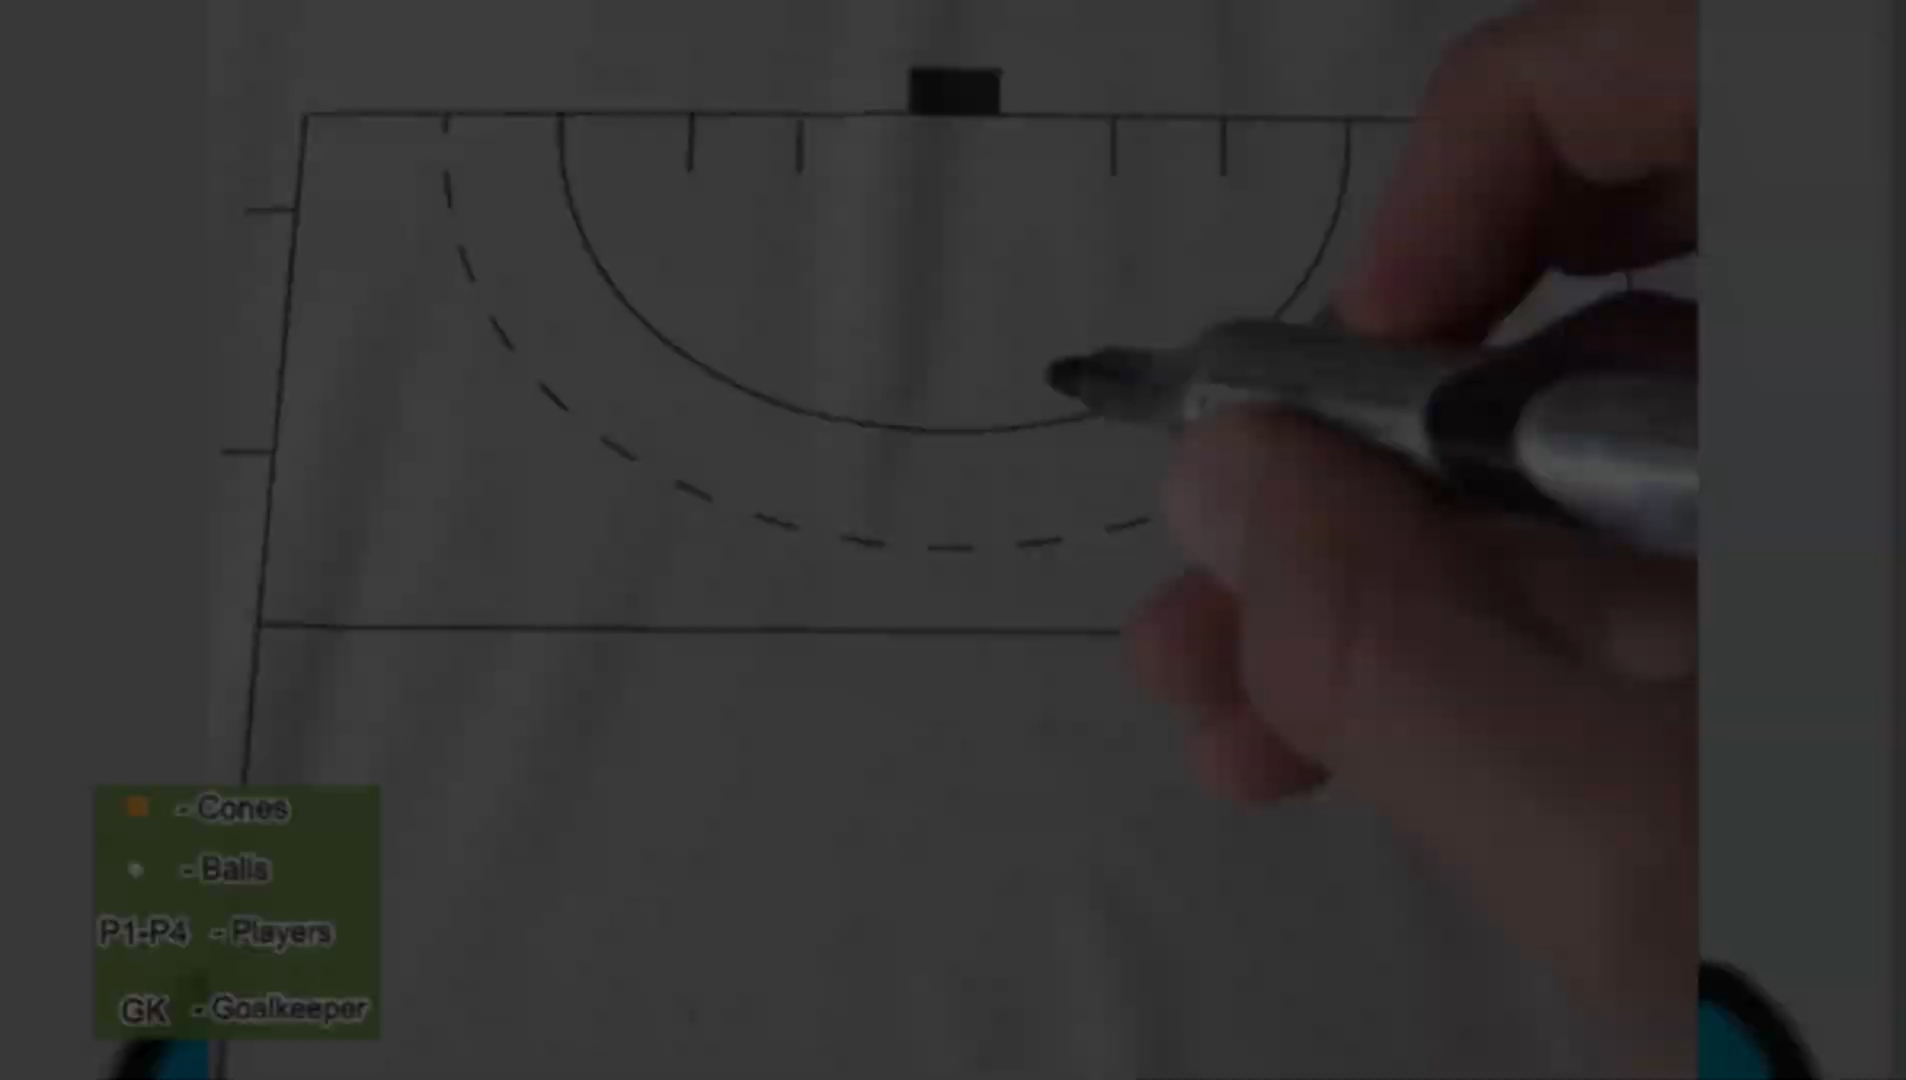 - Cones
- Balls
P1-P4 - Players
GK - Goalkeeper